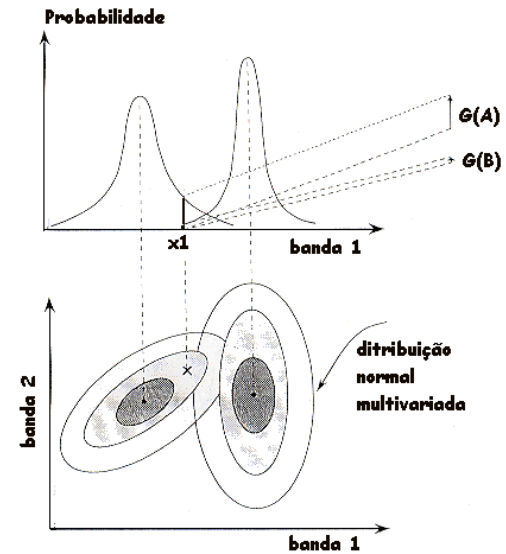 Probabilidade
G(A)
G(B)
x1
banda 1
ditribuição
normal
multivariada
banda 2
banda 1